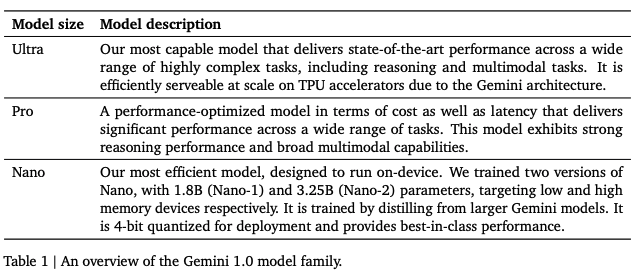 Model size Model description
Ultra Our most capable model that delivers state-of-the-art performance across a wide
range of highly complex tasks, including reasoning and multimodal tasks. It is
efficiently serveable at scale on TPU accelerators due to the Gemini architecture.
Pro A performance-optimized model in terms of cost as well as latency that delivers
significant performance across a wide range of tasks. This model exhibits strong
reasoning performance and broad multimodal capabilities.
Nano Our most efficient model, designed to run on-device. We trained two versions of
Nano, with 1.8B (Nano-1) and 3.25B (Nano-2) parameters, targeting low and high
memory devices respectively. It is trained by distilling from larger Gemini models. It
is 4-bit quantized for deployment and provides best-in-class performance.
Table 1 | An overview of the Gemini 1.0 model family.